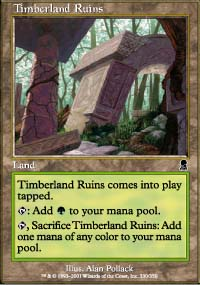 Timberland Ruins
Land
Timberland Ruins comes into play
tapped.
: Add to your mana pool.
, Sacrifice Timberland Ruins: Add
one mana of any color to your mana
pool.
Illus. Alan Pollack
™ & © 1993–2001 Wizards of the Coast, Inc. 330/350